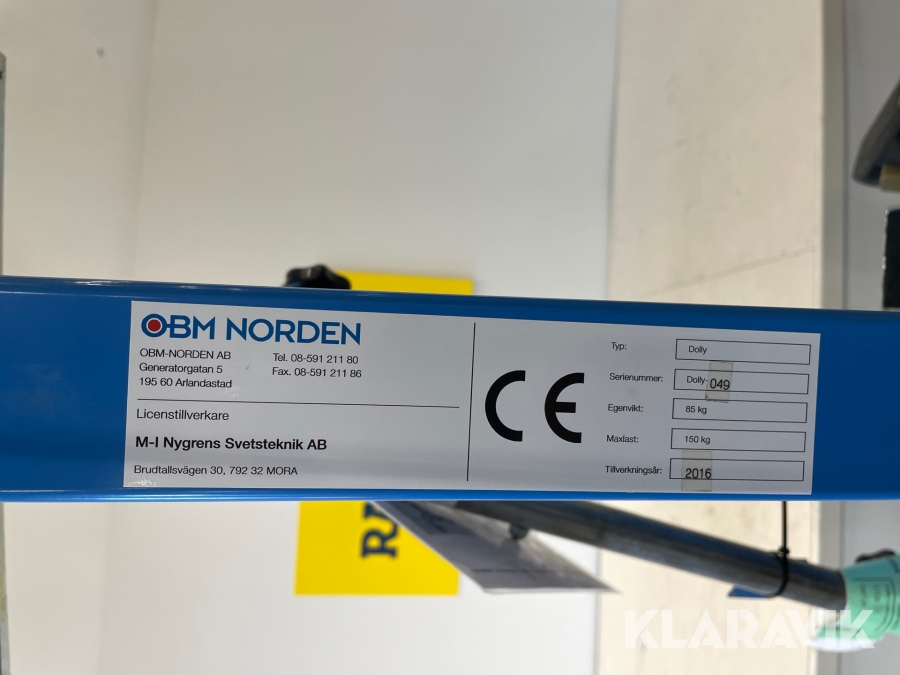 OBM NORDEN
OBM-NORDEN AB
Generatorgatan 5
195 60 Arlandastad
Tel. 08-591 211 80
Fax. 08-591 211 86
Licenstillverkare
M-I Nygrens Svetsteknik AB
Brudtallsvägen 30, 792 32 MORA
CE
Typ: Dolly
Serienummer: Dolly-049
Egenvikt: 85 kg
Maxlast: 150 kg
Tillverkningsår: 2016
KLARAVIK